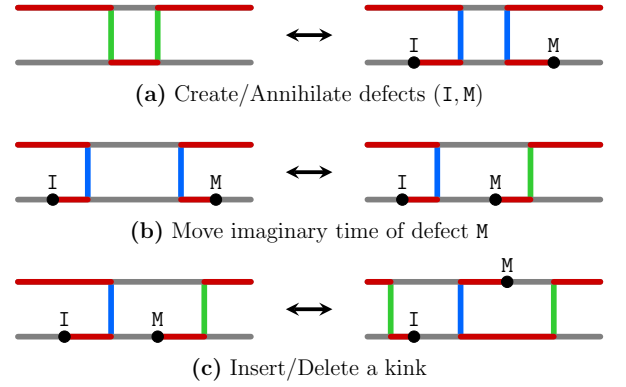 I M
(a) Create/Annihilate defects (I, M)
I M I M
(b) Move imaginary time of defect M
M
I M I
(c) Insert/Delete a kink